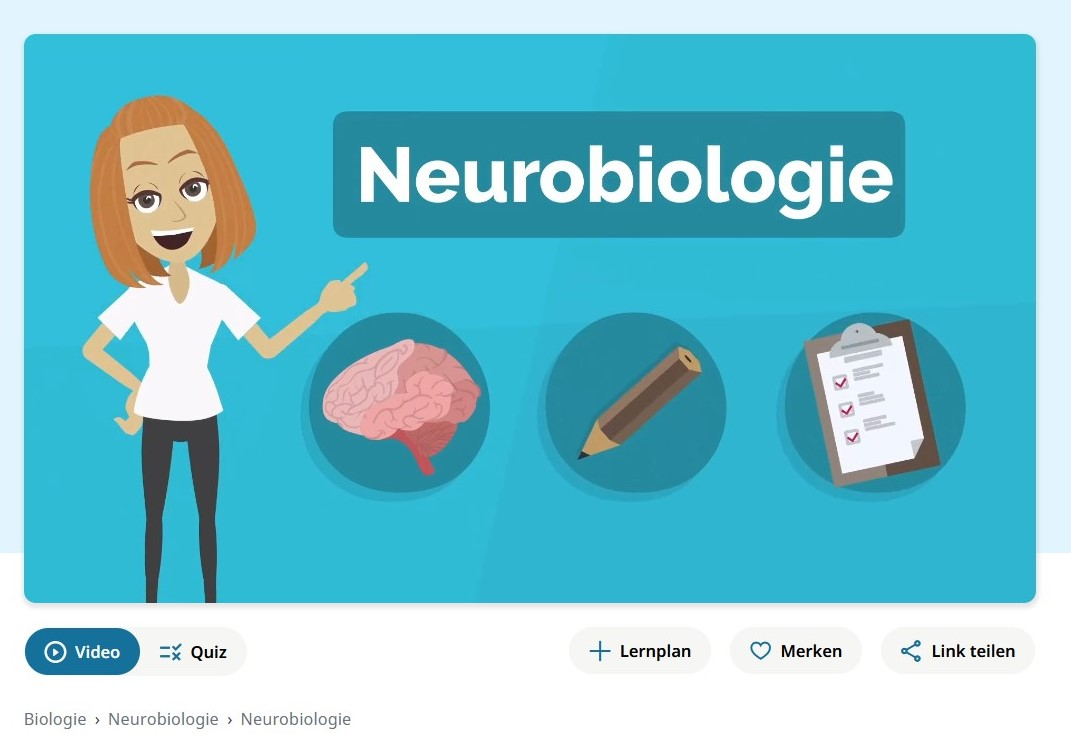 Neurobiologie
Video
Quiz
Lernplan
Merken
Link teilen
Biologie › Neurobiologie › Neurobiologie